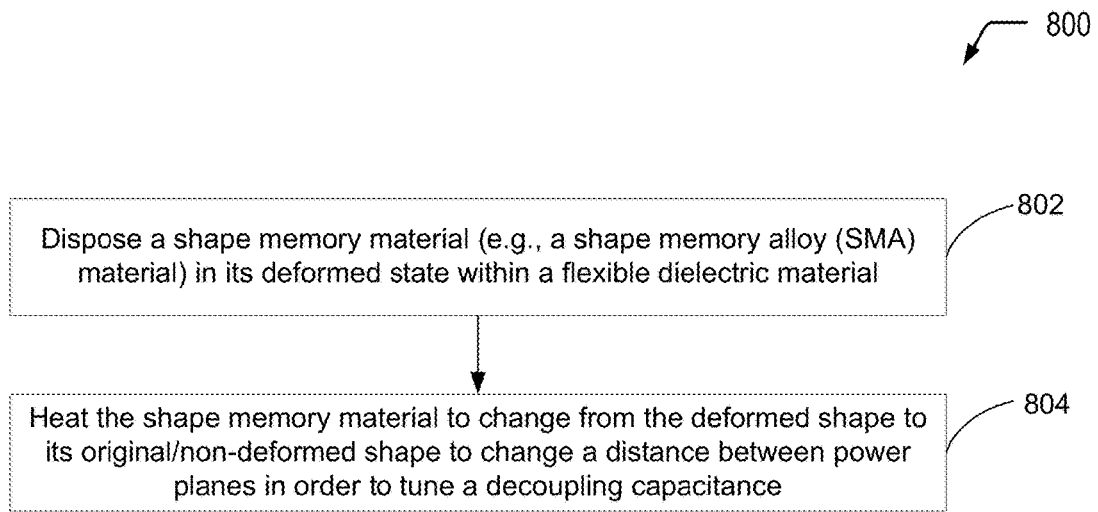 800
802
Dispose a shape memory material (e.g., a shape memory alloy (SMA)
material) in its deformed state within a flexible dielectric material
804
Heat the shape memory material to change from the deformed shape to
its original/non-deformed shape to change a distance between power
planes in order to tune a decoupling capacitance